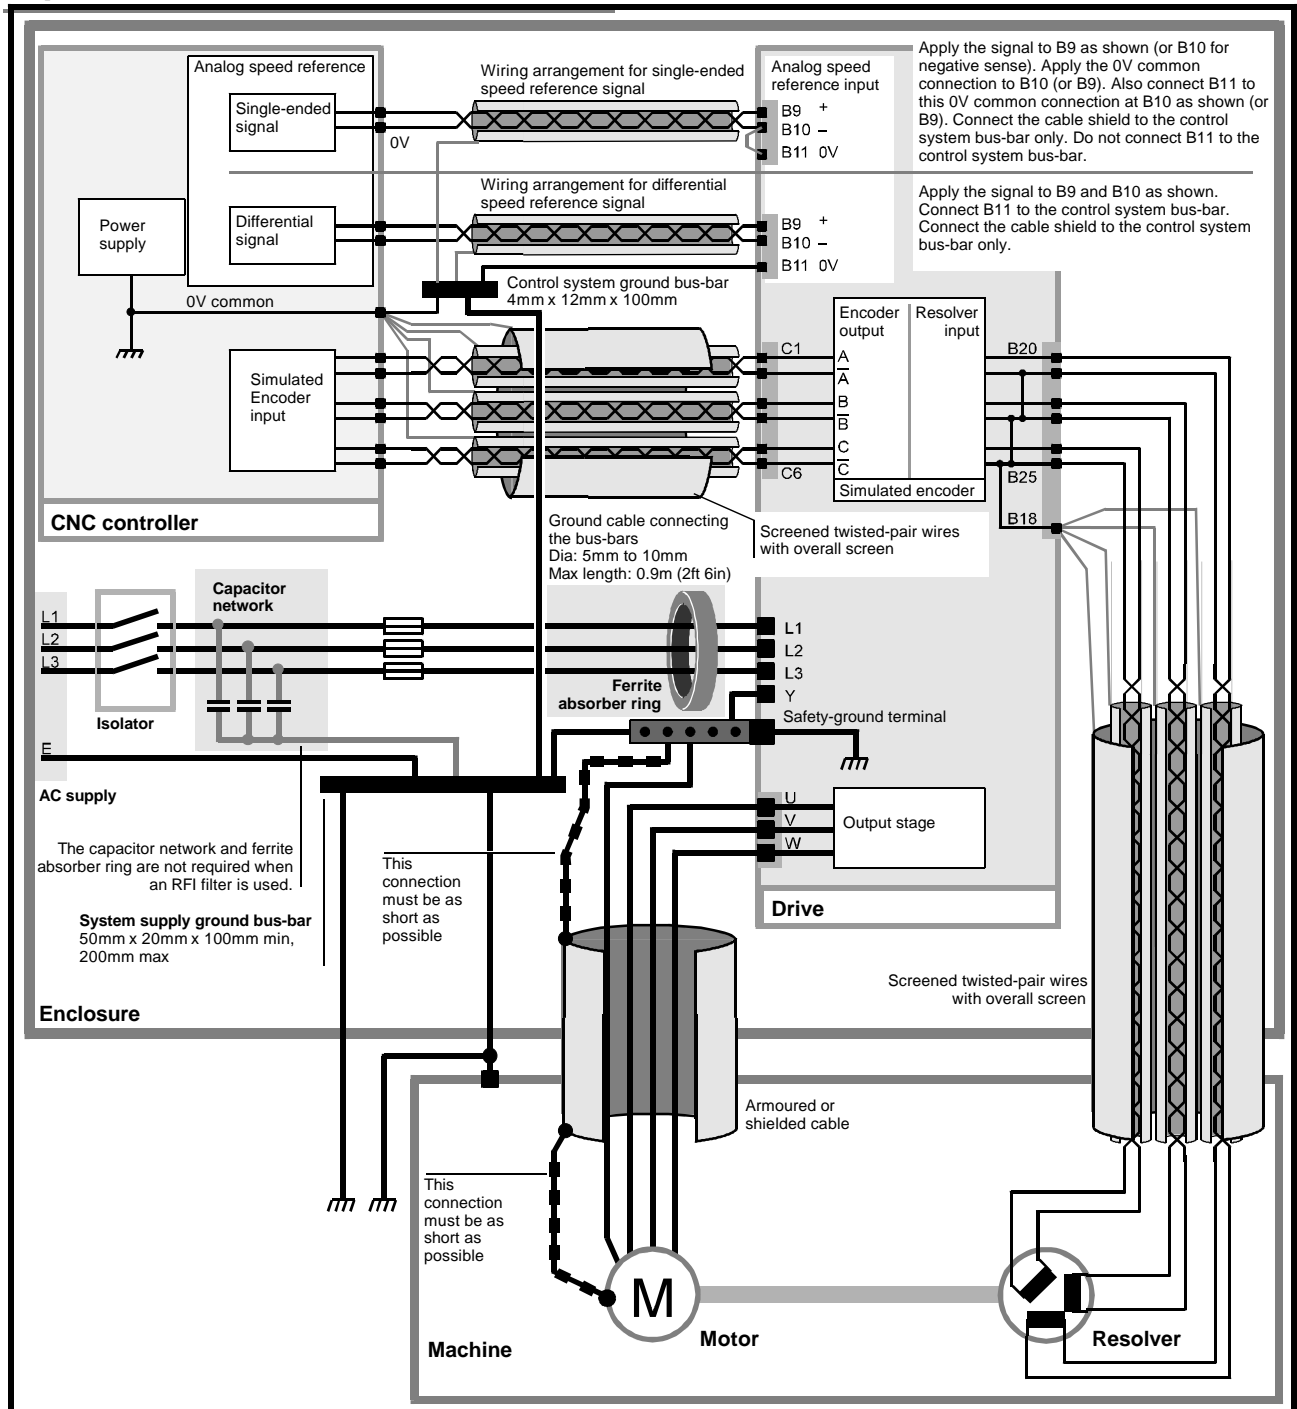 Analog speed reference
Single-ended
signal
0V
Wiring arrangement for single-ended
speed reference signal
Analog speed
reference input
B9 +
B10 –
B11 0V
Apply the signal to B9 as shown (or B10 for
negative sense). Apply the 0V common
connection to B10 (or B9). Also connect B11 to
this 0V common connection at B10 as shown (or
B9). Connect the cable shield to the control
system bus-bar only. Do not connect B11 to the
control system bus-bar.
Power
supply
Differential
signal
Wiring arrangement for differential
speed reference signal
B9 +
B10 –
B11 0V
Apply the signal to B9 and B10 as shown.
Connect B11 to the control system bus-bar.
Connect the cable shield to the control system
bus-bar only.
0V common
Control system ground bus-bar
4mm x 12mm x 100mm
Simulated
Encoder
input
C1
C6
Encoder
output
Resolver
input
A
A̅
B
B̅
C
C̅
Simulated encoder
B20
B25
B18
CNC controller
Ground cable connecting
the bus-bars
Dia: 5mm to 10mm
Max length: 0.9m (2ft 6in)
Screened twisted-pair wires
with overall screen
Capacitor
network
L1
L2
L3
Isolator
E
AC supply
Ferrite
absorber ring
L1
L2
L3
Y
Safety-ground terminal
U
V
W
Output stage
Drive
The capacitor network and ferrite
absorber ring are not required when
an RFI filter is used.
System supply ground bus-bar
50mm x 20mm x 100mm min,
200mm max
This
connection
must be as
short as
possible
Screened twisted-pair wires
with overall screen
Enclosure
Armoured or
shielded cable
This
connection
must be as
short as
possible
M
Motor
Resolver
Machine